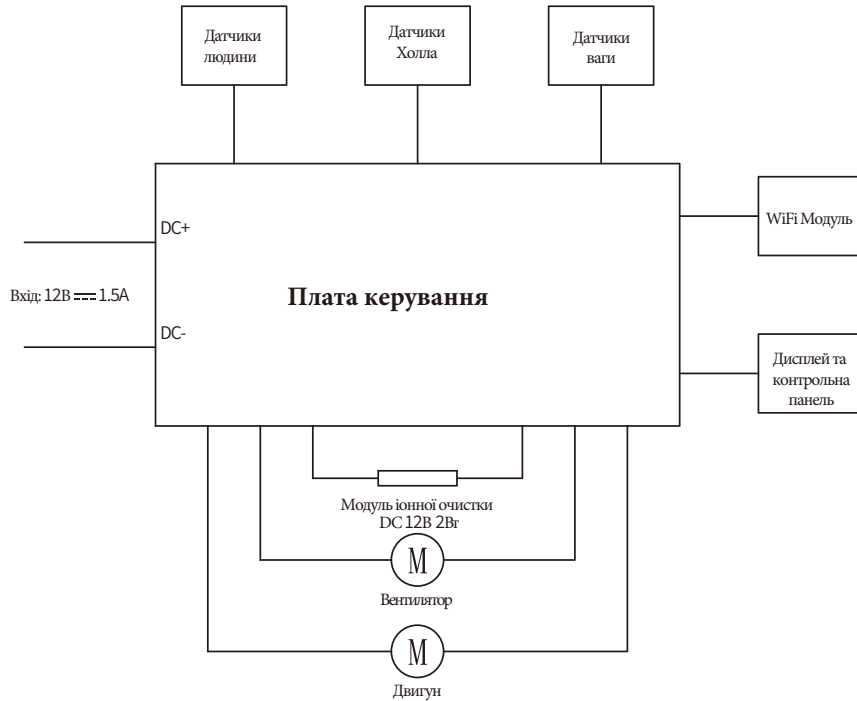 Датчики
людини
Датчики
Холла
Датчики
ваги
DC+
WiFi Модуль
Вхід: 12В 1.5А
Плата керування
DC-
Дисплей та
контрольна
панель
Модуль іонної очистки
DC 12В 2Вт
M
Вентилятор
M
Двигун